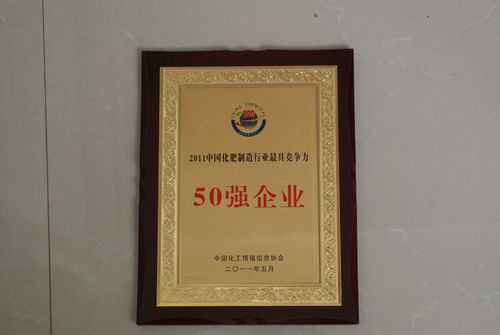 CHINA CHEMICAL
2011中国化肥制造行业最具竞争力
50强企业
中国化工情报信息协会
二〇一一年五月